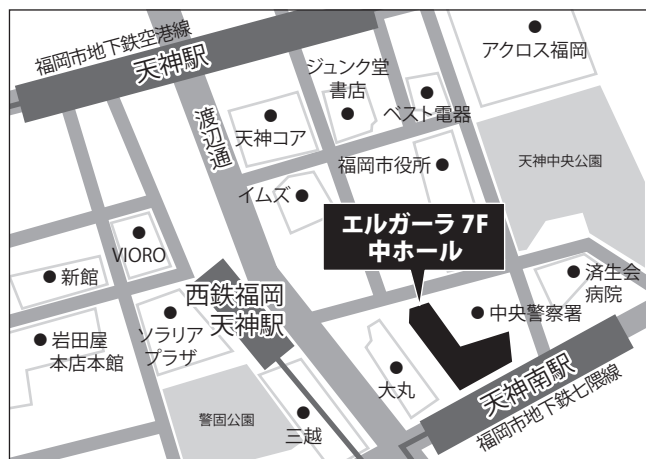 福岡市地下鉄空港線
天神駅
アクロス福岡
ジュンク堂
書店
ベスト電器
天神コア
渡辺通
福岡市役所
天神中央公園
イムズ
エルガーラ 7F
中ホール
VIORO
新館
済生会
病院
西鉄福岡
天神駅
中央警察署
岩田屋
本店本館
ソラリア
プラザ
大丸
天神南駅
福岡市地下鉄七隈線
警固公園
三越